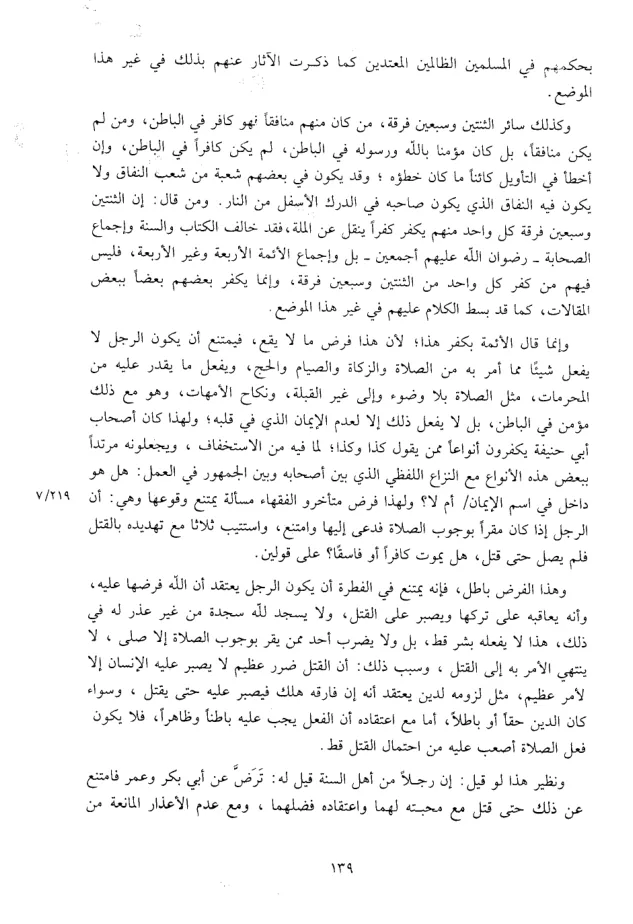 بحكمهم في المسلمين الظالمين المعتدين كما ذكرت الآثار عنهم بذلك في غير هذا
الموضع.
وكذلك سائر الثنتين وسبعين فرقة، من كان منهم منافقاً فهو كافر في الباطن، ومن لم
يكن منافقاً، بل كان مؤمنا بالله ورسوله في الباطن، لم يكن كافراً في الباطن، وإن
أخطأ في التأويل كائناً ما كان خطؤه ؛ وقد يكون في بعضهم شعبة من شعب النفاق ولا
يكون فيه النفاق الذي يكون صاحبه في الدرك الأسفل من النار. ومن قال: إن الثنتين
وسبعين فرقة كل واحد منهم يكفر كفراً ينقل عن الملة، فقد خالف الكتاب والسنة وإجماع
الصحابة ـ رضوان الله عليهم أجمعين ـ بل وإجماع الأئمة الأربعة وغير الأربعة، فليس
فيهم من كفر كل واحد من الثنتين وسبعين فرقة، وإنما يكفر بعضهم بعضاً ببعض
المقالات، كما قد بسط الكلام عليهم في غير هذا الموضع.
وإنما قال الأئمة بكفر هذا؛ لأن هذا فرض ما لا يقع، فيمتنع أن يكون الرجل لا
يفعل شيئًا مما أمر به من الصلاة والزكاة والصيام والحج، ويفعل ما يقدر عليه من
المحرمات، مثل الصلاة بلا وضوء وإلى غير القبلة، ونكاح الأمهات، وهو مع ذلك
مؤمن في الباطن، بل لا يفعل ذلك إلا لعدم الإيمان الذي في قلبه؛ ولهذا كان أصحاب
أبي حنيفة يكفرون أنواعاً ممن يقول كذا وكذا؛ لما فيه من الاستخفاف ، ويجعلونه مرتداً
ببعض هذه الأنواع مع النزاع اللفظي الذي بين أصحابه وبين الجمهور في العمل: هل هو
داخل في اسم الإيمان/ أم لا؟ ولهذا فرض متأخرو الفقهاء مسألة يمتنع وقوعها وهي: أن
٧/٢١٩
الرجل إذا كان مقراً بوجوب الصلاة فدعى إليها وامتنع، واستتيب ثلاثا مع تهديده بالقتل
فلم يصل حتى قتل، هل يموت كافراً أو فاسقًا؟ على قولين.
وهذا الفرض باطل، فإنه يمتنع في الفطرة أن يكون الرجل يعتقد أن الله فرضها عليه،
وأنه يعاقبه على تركها ويصبر على القتل، ولا يسجد لله سجدة من غير عذر له في
ذلك، هذا لا يفعله بشر قط، بل ولا يضرب أحد ممن يقر بوجوب الصلاة إلا صلى ، لا
ينتهي الأمر به إلى القتل ، وسبب ذلك: أن القتل ضرر عظيم لا يصبر عليه الإنسان إلا
لأمر عظيم، مثل لزومه لدين يعتقد أنه إن فارقه هلك فيصبر عليه حتى يقتل ، وسواء
كان الدين حقاً أو باطلاً، أما مع اعتقاده أن الفعل يجب عليه باطناً وظاهراً، فلا يكون
فعل الصلاة أصعب عليه من احتمال القتل قط.
ونظير هذا لو قيل: إن رجلاً من أهل السنة قيل له: تَرَضَّ عن أبي بكر وعمر فامتنع
عن ذلك حتى قتل مع محبته لهما واعتقاده فضلهما ، ومع عدم الأعذار المانعة من
١٣٩